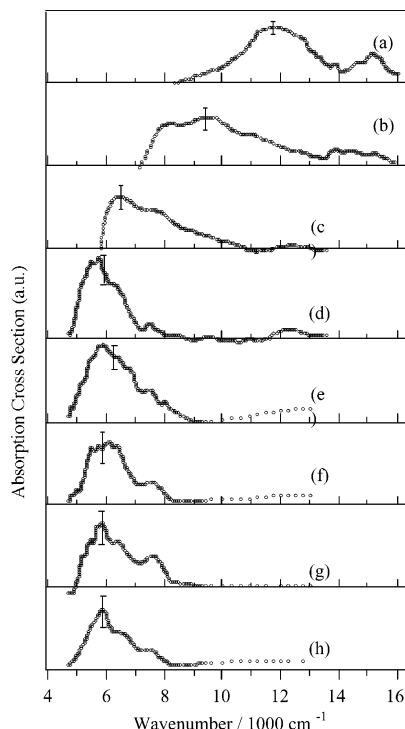 (a)
(b)
(c
)
(d)
(e
)
(f)
(g)
(h)
Absorption Cross Section (a.u.)
4 6 8 10 12 14 16
Wavenumber / 1000 cm -1